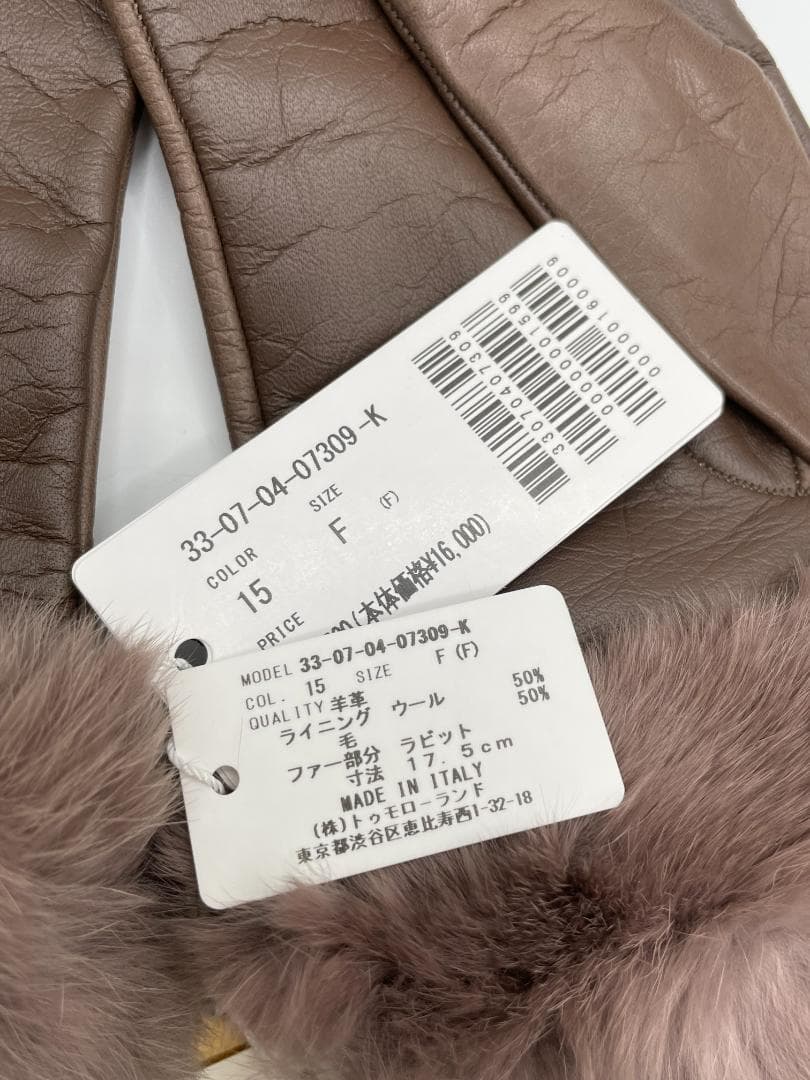 33-07-04-07309-K
COLOR SIZE
15 F (F)
PRICE
(本体価格¥16,000)
33070407309
0000001599
0000016009
MODEL 33-07-04-07309-K
COL. 15 SIZE F (F)
QUALITY 羊革
ライニング ウール 50%
毛 50%
ファー部分 ラビット
寸法 17.5cm
MADE IN ITALY
(株)トゥモローランド
東京都渋谷区恵比寿西1-32-18